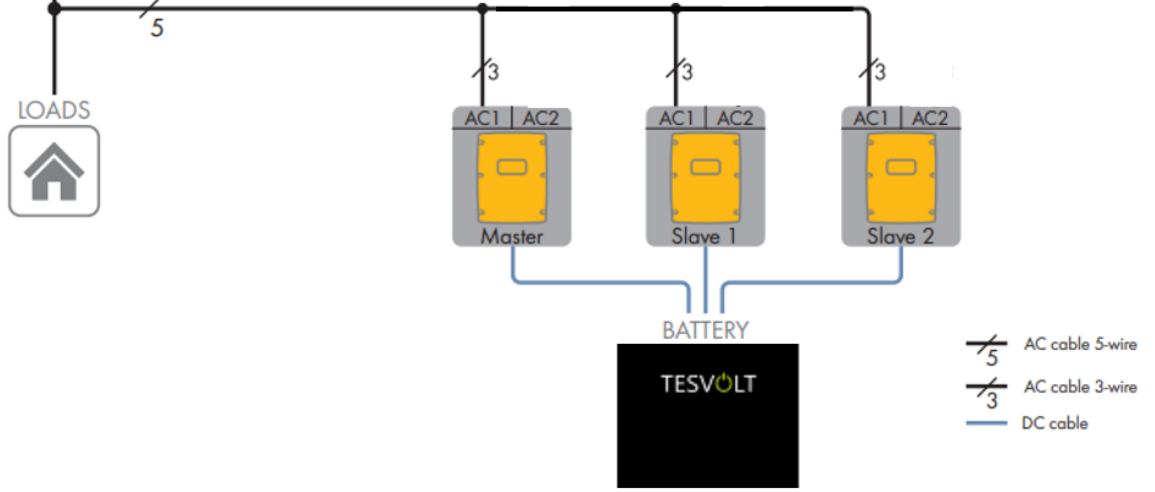 5
3 3 3
LOADS
AC1 AC2 AC1 AC2 AC1 AC2
Master Slave 1 Slave 2
BATTERY
TESVOLT
5 AC cable 5-wire
3 AC cable 3-wire
DC cable